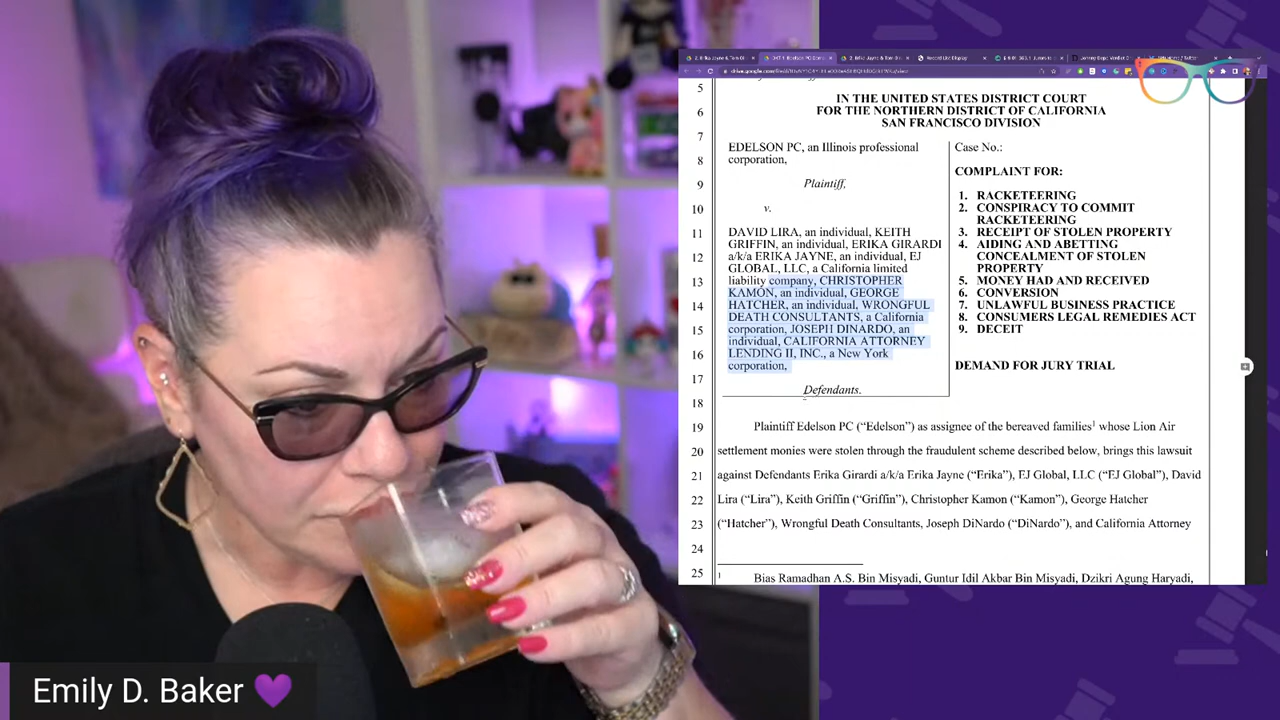 IN THE UNITED STATES DISTRICT COURT
FOR THE NORTHERN DISTRICT OF CALIFORNIA
SAN FRANCISCO DIVISION
5
6
7
8
9
10
11
12
13
14
15
16
17
18
19
20
21
22
23
24
25
EDELSON PC, an Illinois professional
corporation,
Plaintiff,
v.
DAVID LIRA, an individual, KEITH
GRIFFIN, an individual, ERIKA GIRARDI
a/k/a ERIKA JAYNE, an individual, EJ
GLOBAL, LLC, a California limited
liability company, CHRISTOPHER
KAMON, an individual, GEORGE
HATCHER, an individual, WRONGFUL
DEATH CONSULTANTS, a California
corporation, JOSEPH DINARDO, an
individual, CALIFORNIA ATTORNEY
LENDING II, INC., a New York
corporation,
Defendants.
Case No.:
COMPLAINT FOR:
1. RACKETEERING
2. CONSPIRACY TO COMMIT
RACKETEERING
3. RECEIPT OF STOLEN PROPERTY
4. AIDING AND ABETTING
CONCEALMENT OF STOLEN
PROPERTY
5. MONEY HAD AND RECEIVED
6. CONVERSION
7. UNLAWFUL BUSINESS PRACTICE
8. CONSUMERS LEGAL REMEDIES ACT
9. DECEIT
DEMAND FOR JURY TRIAL
Plaintiff Edelson PC (“Edelson”) as assignee of the bereaved families¹ whose Lion Air
settlement monies were stolen through the fraudulent scheme described below, brings this lawsuit
against Defendants Erika Girardi a/k/a Erika Jayne (“Erika”), EJ Global, LLC (“EJ Global”), David
Lira (“Lira”), Keith Griffin (“Griffin”), Christopher Kamon (“Kamon”), George Hatcher
(“Hatcher”), Wrongful Death Consultants, Joseph DiNardo (“DiNardo”), and California Attorney
1 Bias Ramadhan A.S. Bin Misyadi, Guntur Idil Akbar Bin Misyadi, Dzikri Agung Haryadi,
Emily D. Baker 💜